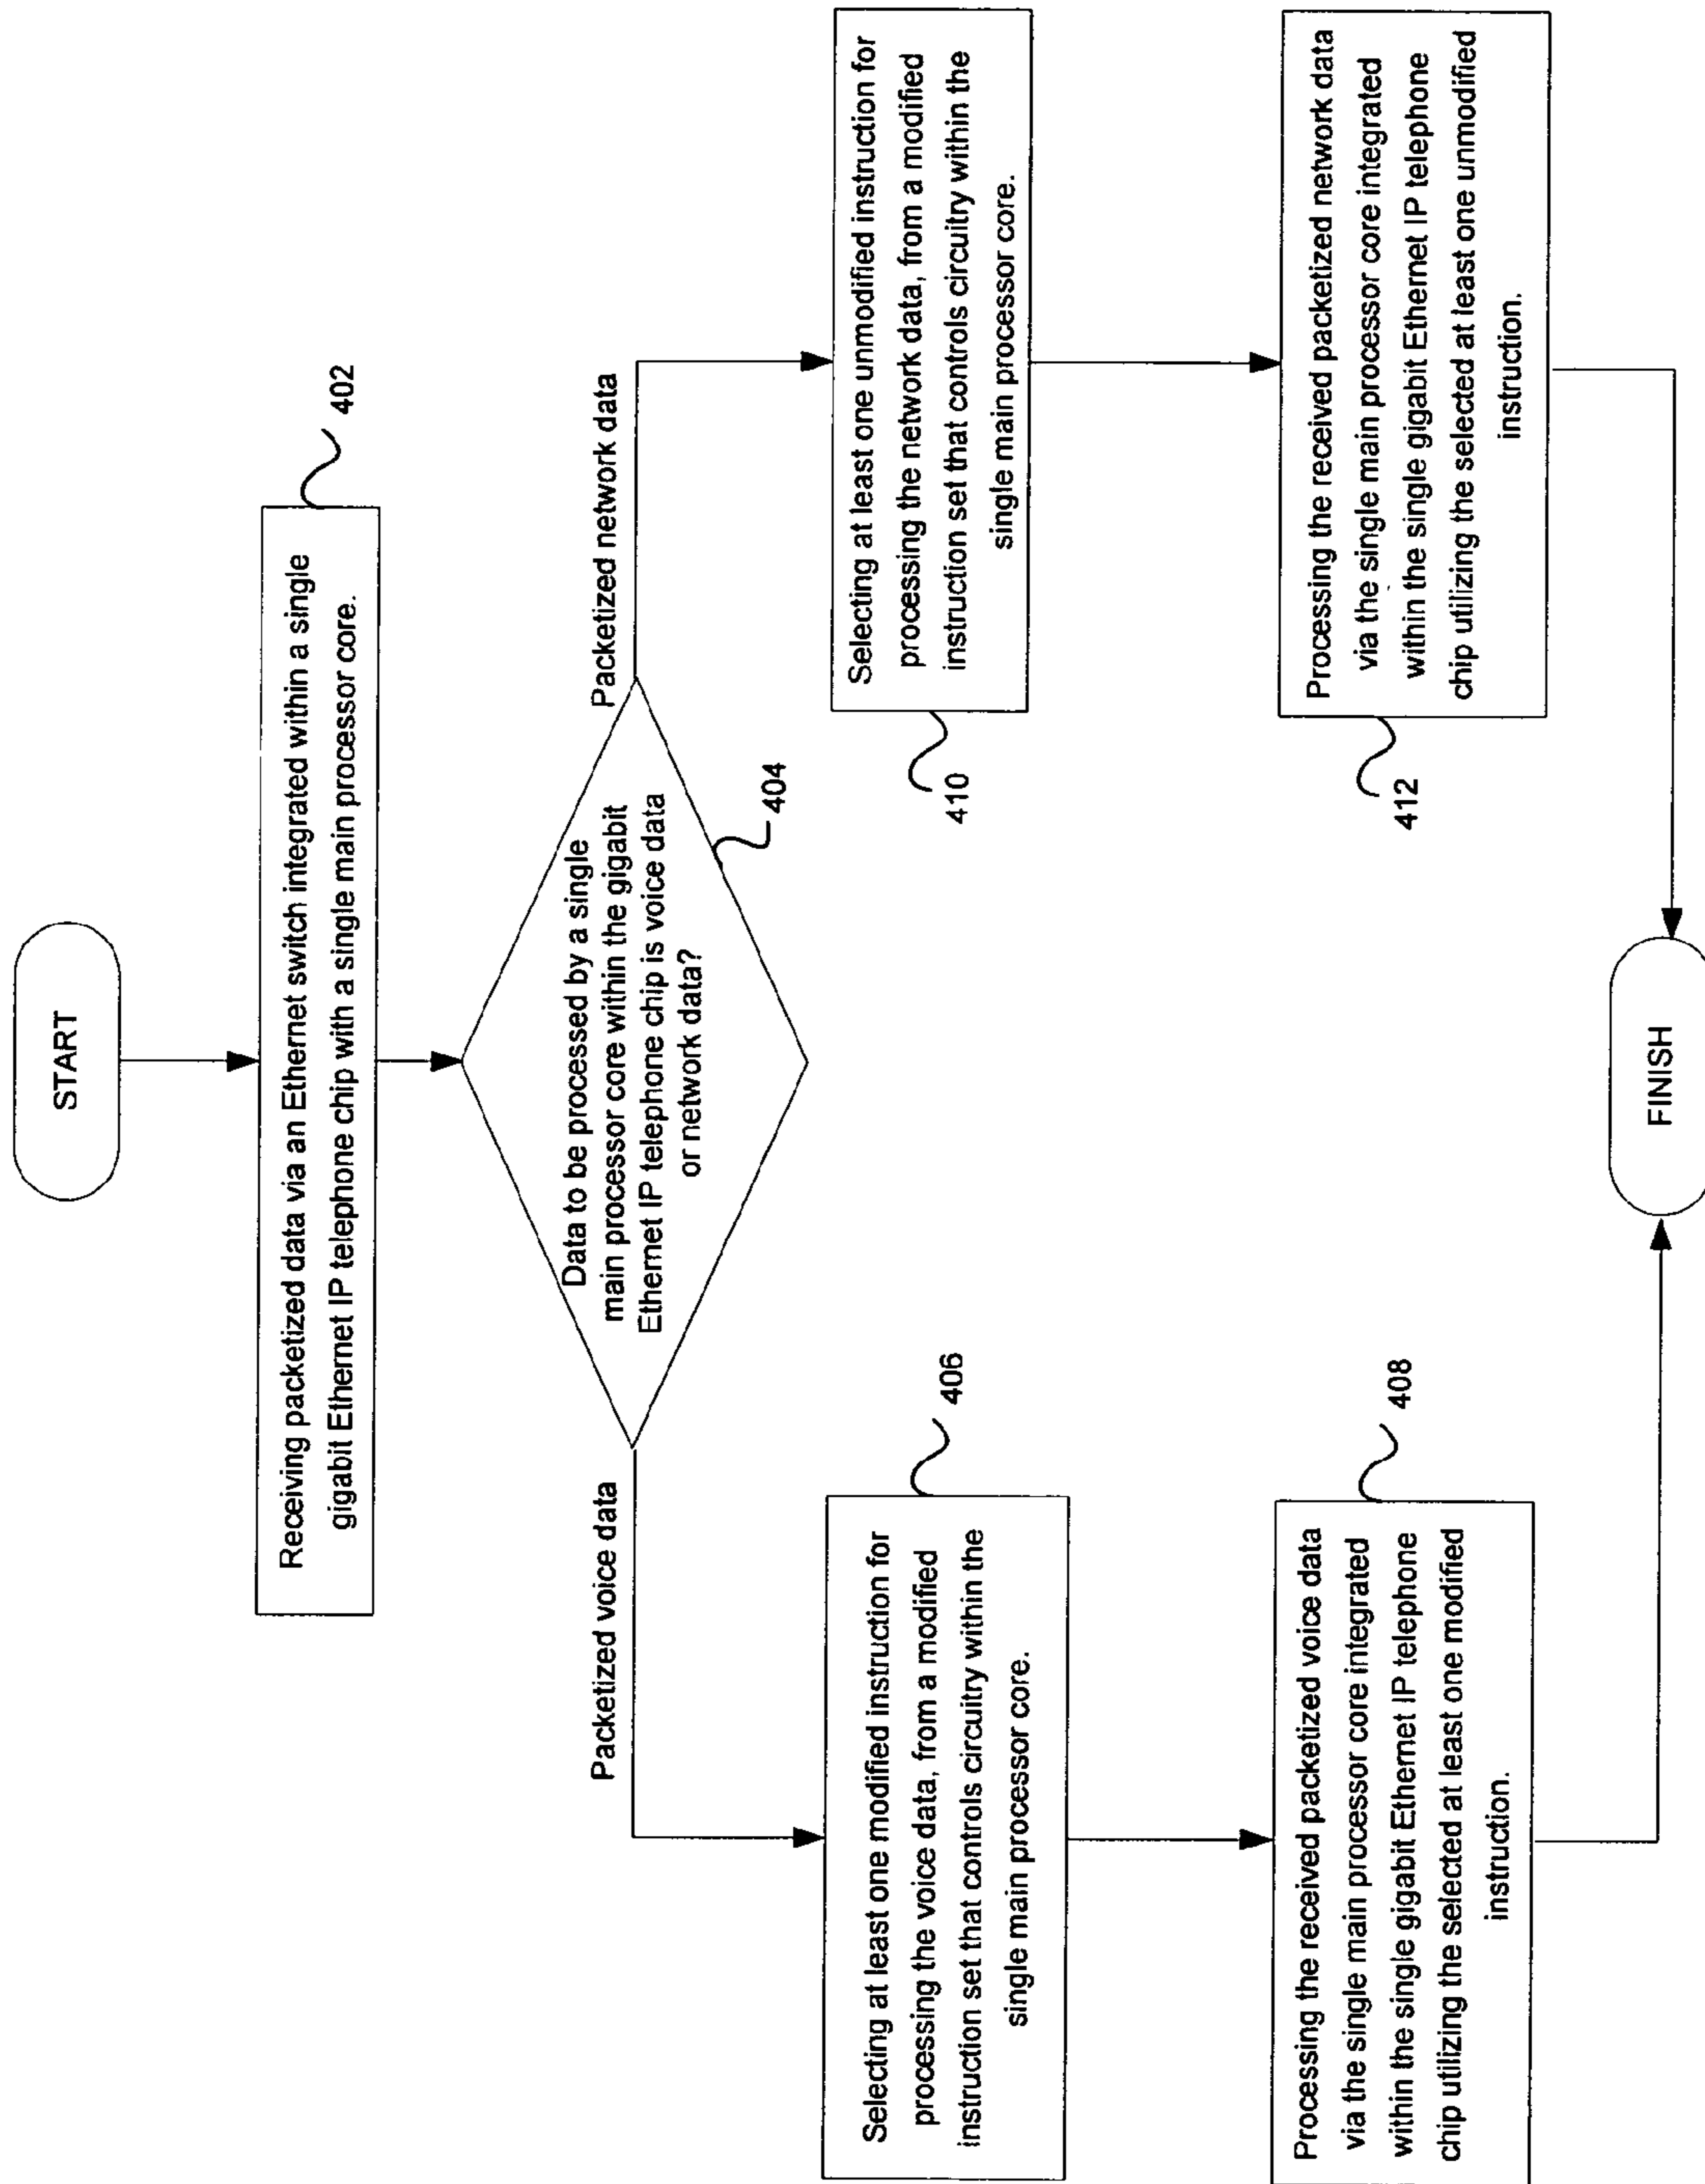 START
Receiving packetized data via an Ethernet switch integrated within a single
gigabit Ethernet IP telephone chip with a single main processor core.
402
Data to be processed by a single
main processor core within the gigabit
Ethernet IP telephone chip is voice data
or network data?
404
Packetized voice data
Packetized network data
Selecting at least one modified instruction for
processing the voice data, from a modified
instruction set that controls circuitry within the
single main processor core.
406
Processing the received packetized voice data
via the single main processor core integrated
within the single gigabit Ethernet IP telephone
chip utilizing the selected at least one modified
instruction.
408
Selecting at least one unmodified instruction for
processing the network data, from a modified
instruction set that controls circuitry within the
single main processor core.
410
Processing the received packetized network data
via the single main processor core integrated
within the single gigabit Ethernet IP telephone
chip utilizing the selected at least one unmodified
instruction.
412
FINISH